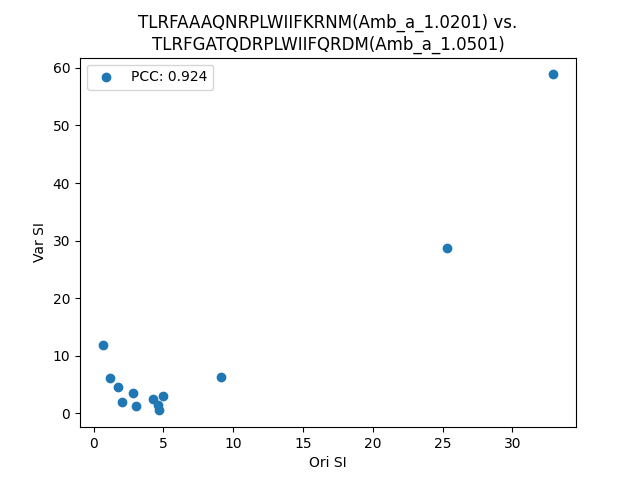 TLRFAAAQNRPLWIIFKRNM(Amb_a_1.0201) vs.
TLRFGATQDRPLWIIFQRDM(Amb_a_1.0501)
PCC: 0.924
60
50
40
30
20
10
0
Var SI
0 5 10 15 20 25 30
Ori SI